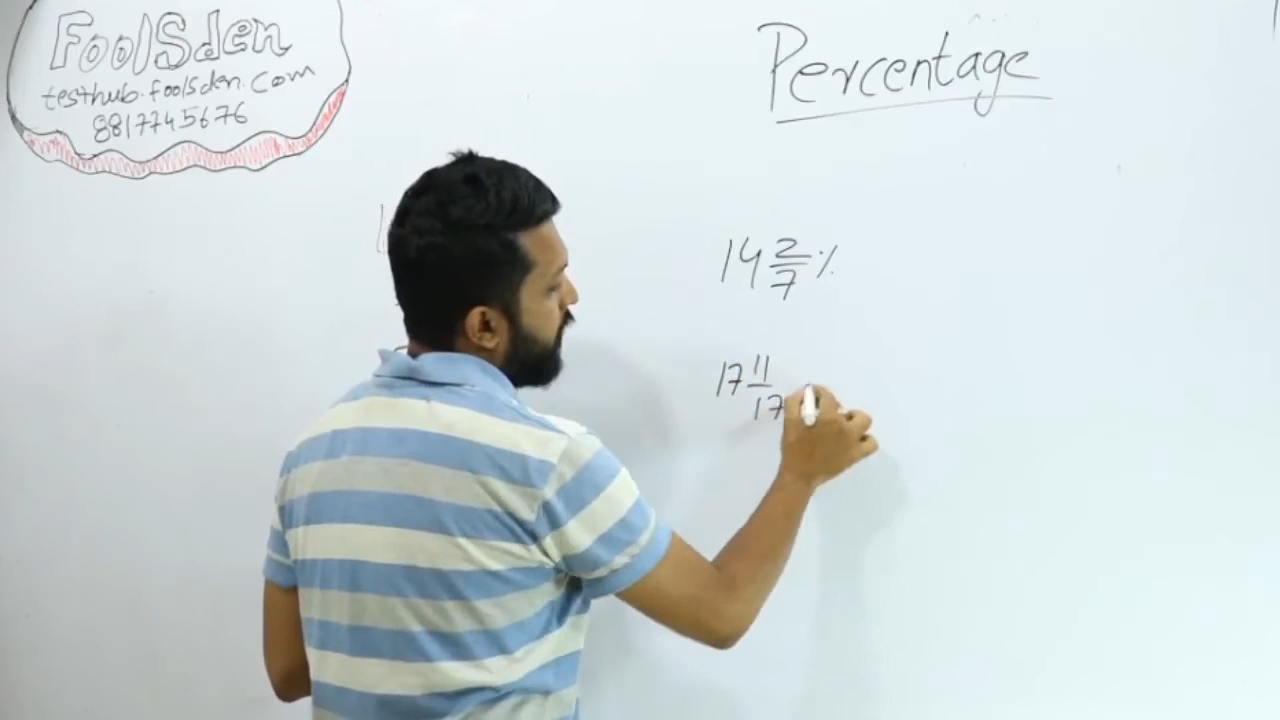 FoolSden
testhub.foolsden.com
8817745676
Percentage
14 2/7 %
17 11/17